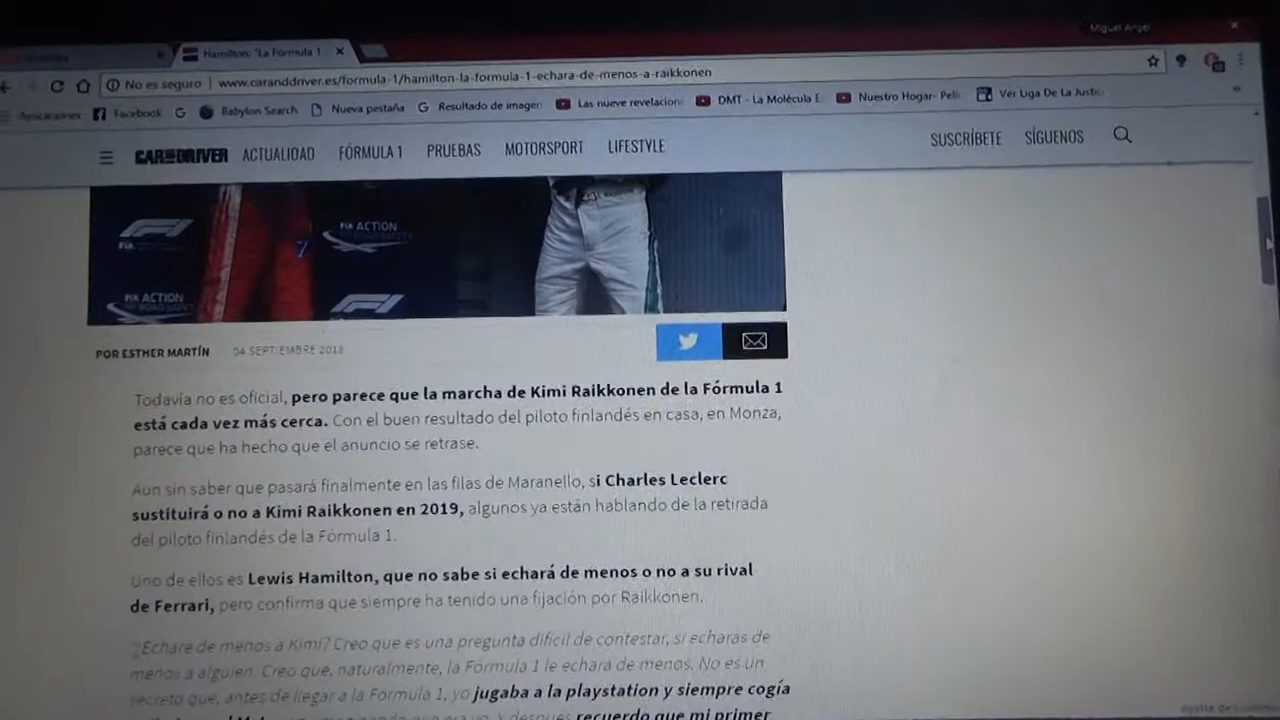 Miguel Angel
Hamilton: "La Fórmula 1
No es seguro | www.caranddriver.es/formula-1/hamilton-la-formula-1-echara-de-menos-a-raikkonen
Aplicaciones Facebook Babylon Search Nueva pestaña Resultado de imagen Las nueve revelacion DMT - La Molécula E Nuestro Hogar- Pelí Ver Liga De La Justic
CAR AND DRIVER ACTUALIDAD FÓRMULA 1 PRUEBAS MOTORSPORT LIFESTYLE SUSCRÍBETE SÍGUENOS
F1 FIA
FIA ACTION
7
FIA ACTION
F1
POR ESTHER MARTÍN 04 SEPTIEMBRE 2018
Todavía no es oficial, pero parece que la marcha de Kimi Raikkonen de la Fórmula 1
está cada vez más cerca. Con el buen resultado del piloto finlandés en casa, en Monza,
parece que ha hecho que el anuncio se retrase.
Aun sin saber que pasará finalmente en las filas de Maranello, si Charles Leclerc
sustituirá o no a Kimi Raikkonen en 2019, algunos ya están hablando de la retirada
del piloto finlandés de la Fórmula 1.
Uno de ellos es Lewis Hamilton, que no sabe si echará de menos o no a su rival
de Ferrari, pero confirma que siempre ha tenido una fijación por Raikkonen.
¿Echare de menos a Kimi? Creo que es una pregunta difícil de contestar, si echarás de
menos a alguien. Creo que, naturalmente, la Fórmula 1 le echará de menos. No es un
secreto que, antes de llegar a la Fórmula 1, yo jugaba a la playstation y siempre cogía
y después recuerdo que mi primer